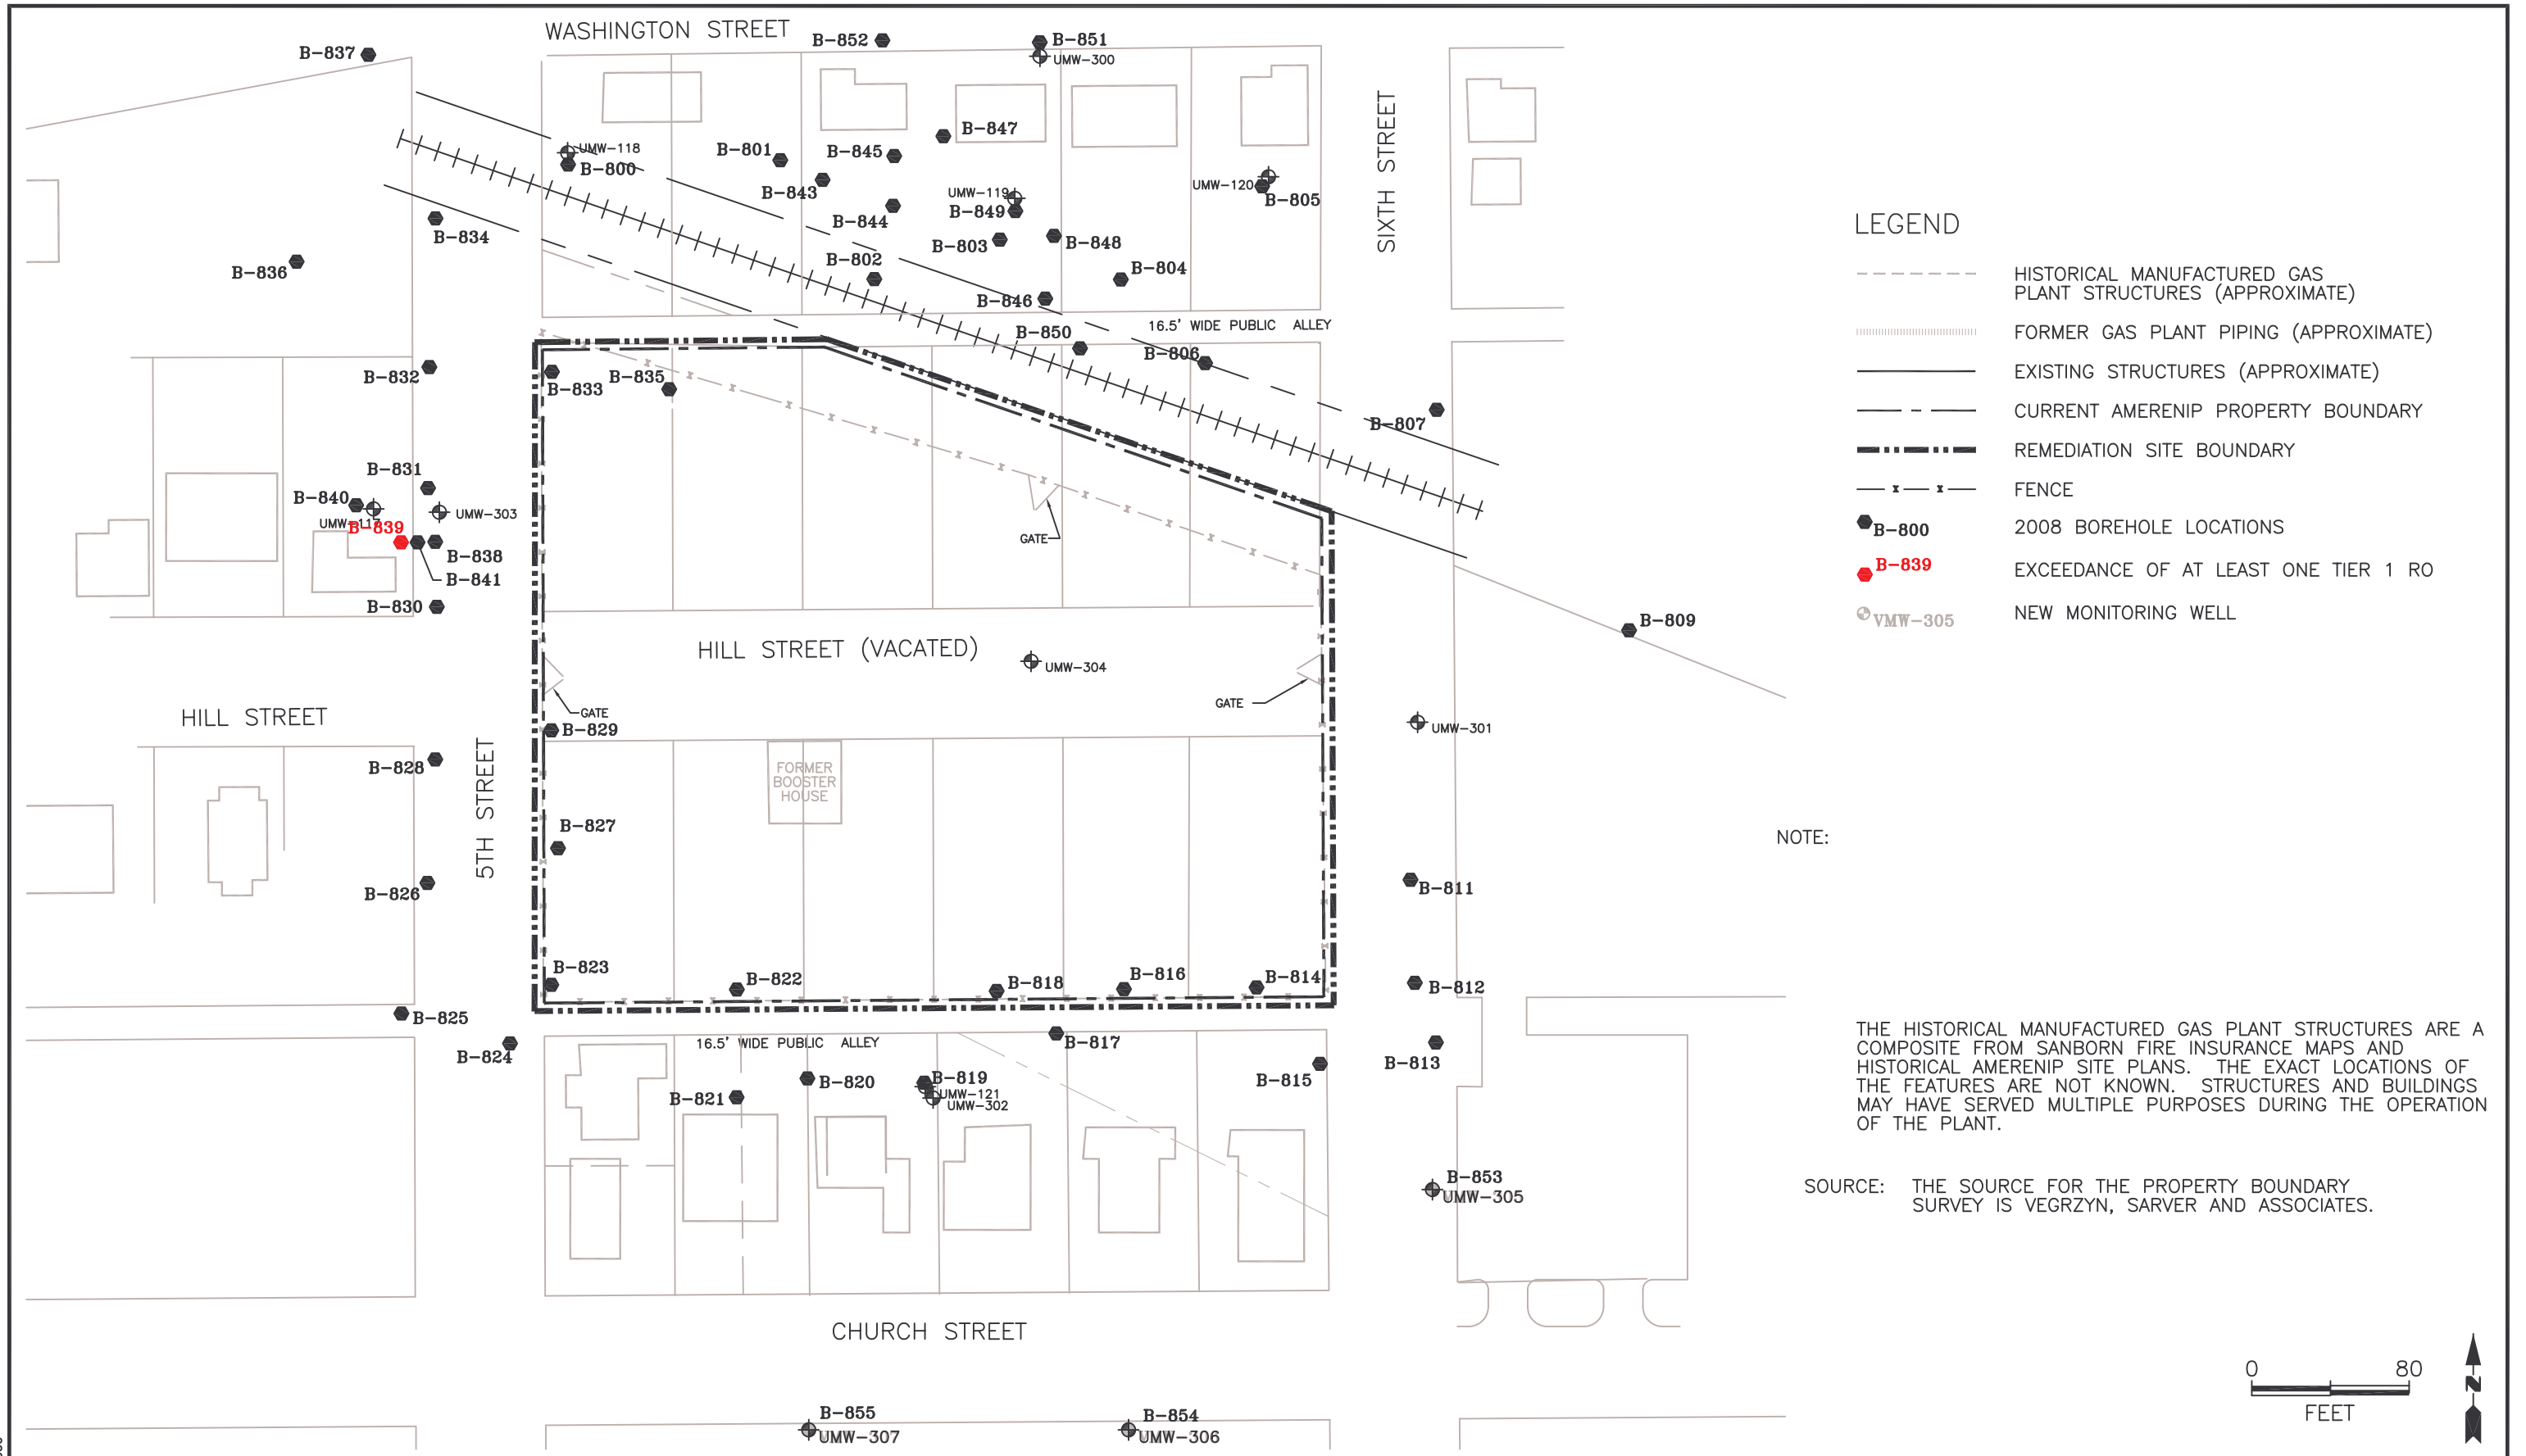 WASHINGTON STREET
B-837
B-852
B-851
UMW-300
B-847
UMW-118
B-800
B-801
B-845
B-843
UMW-119
B-849
B-844
UMW-120
B-805
SIXTH STREET
B-834
B-836
B-803
B-848
B-802
B-804
B-846
B-850
16.5' WIDE PUBLIC ALLEY
B-806
B-832
B-833
B-835
B-807
B-831
B-840
UMW-303
B-839
B-838
B-841
B-830
GATE
B-809
HILL STREET (VACATED)
UMW-304
GATE
GATE
HILL STREET
B-829
UMW-301
B-828
5TH STREET
FORMER
BOOSTER
HOUSE
B-827
B-826
B-811
B-823
B-822
B-818
B-816
B-814
B-812
B-825
B-824
16.5' WIDE PUBLIC ALLEY
B-817
B-813
B-815
B-821
B-820
B-819
UMW-121
UMW-302
B-853
UMW-305
CHURCH STREET
B-855
UMW-307
B-854
UMW-306
LEGEND
HISTORICAL MANUFACTURED GAS
PLANT STRUCTURES (APPROXIMATE)
FORMER GAS PLANT PIPING (APPROXIMATE)
EXISTING STRUCTURES (APPROXIMATE)
CURRENT AMERENIP PROPERTY BOUNDARY
REMEDIATION SITE BOUNDARY
FENCE
B-800 2008 BOREHOLE LOCATIONS
B-839 EXCEEDANCE OF AT LEAST ONE TIER 1 RO
VMW-305 NEW MONITORING WELL
NOTE:
THE HISTORICAL MANUFACTURED GAS PLANT STRUCTURES ARE A
COMPOSITE FROM SANBORN FIRE INSURANCE MAPS AND
HISTORICAL AMERENIP SITE PLANS. THE EXACT LOCATIONS OF
THE FEATURES ARE NOT KNOWN. STRUCTURES AND BUILDINGS
MAY HAVE SERVED MULTIPLE PURPOSES DURING THE OPERATION
OF THE PLANT.
SOURCE: THE SOURCE FOR THE PROPERTY BOUNDARY
SURVEY IS VEGRZYN, SARVER AND ASSOCIATES.
0 80
FEET
N